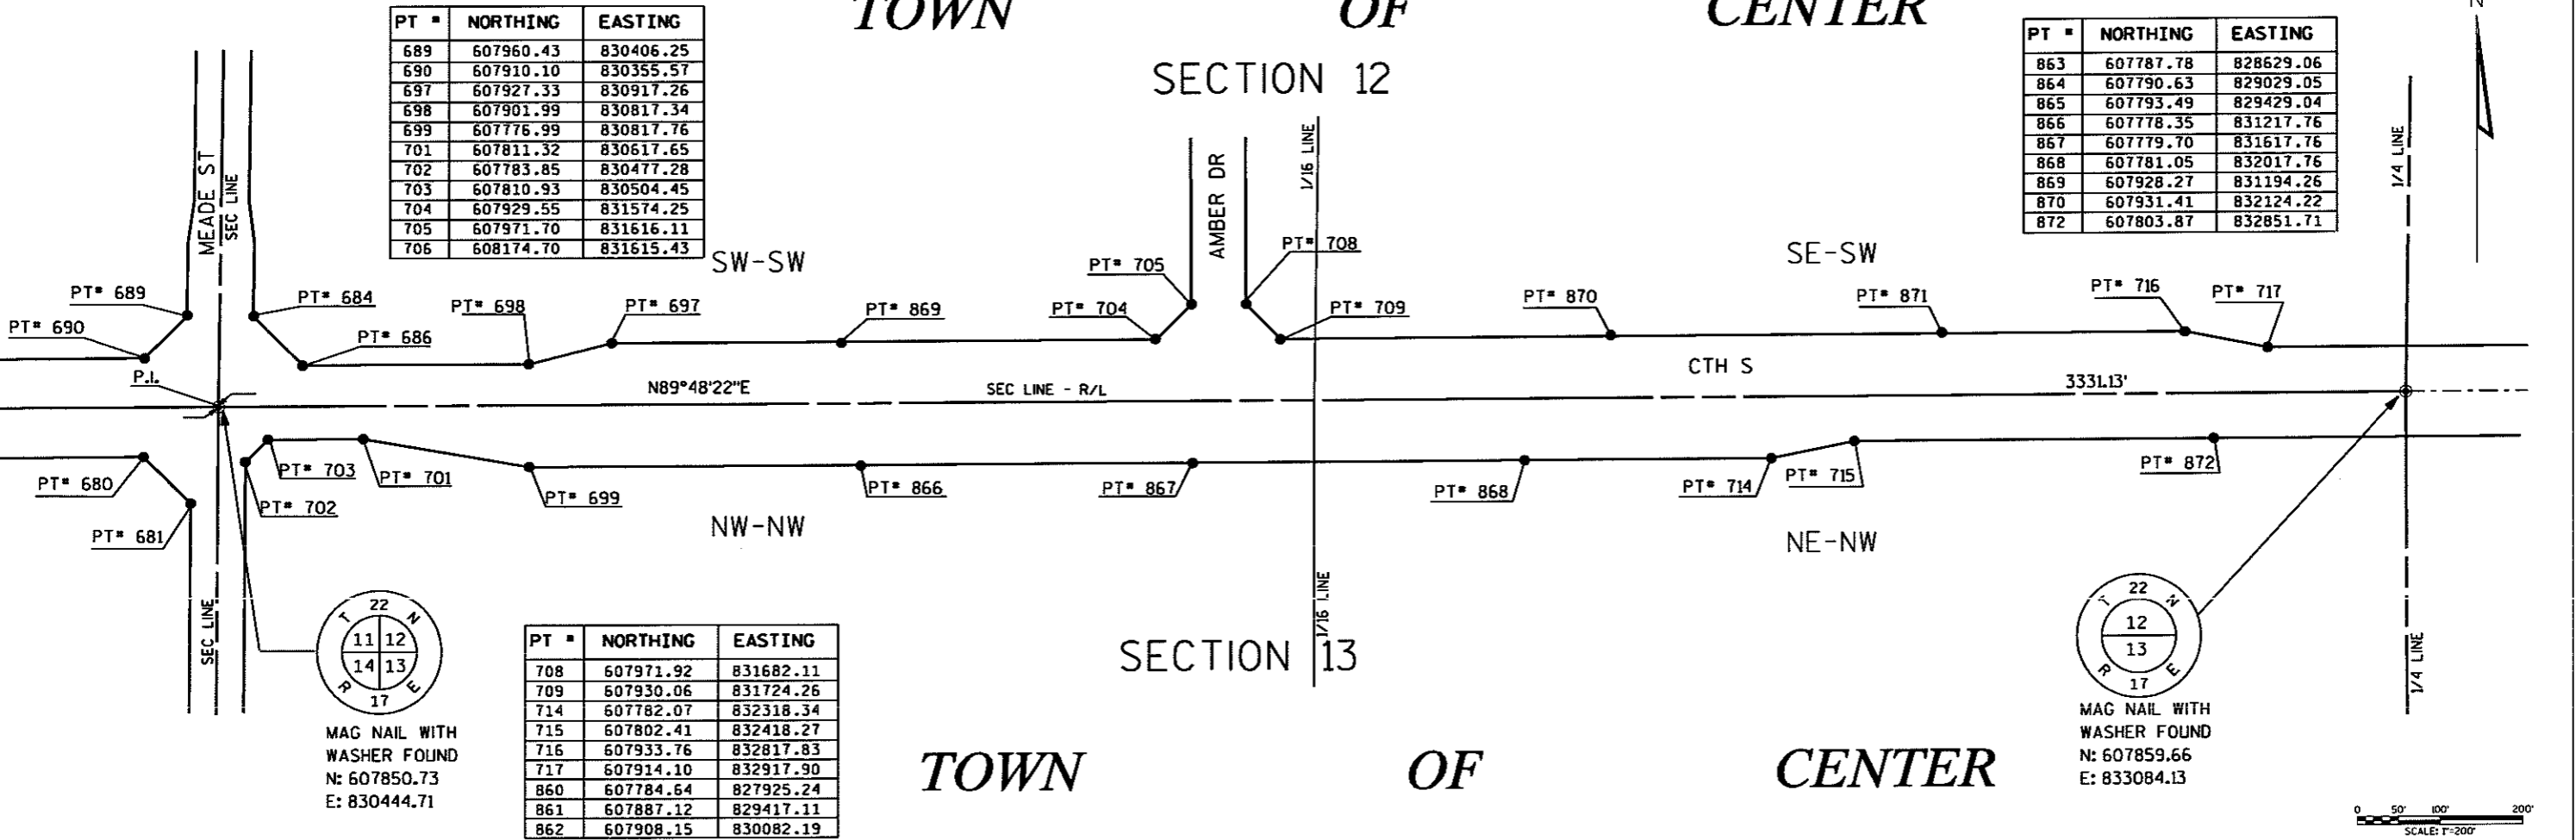 TOWN OF CENTER
N
PT # NORTHING EASTING
689 607960.43 830406.25
690 607910.10 830355.57
697 607927.33 830917.26
698 607901.99 830817.34
699 607776.99 830817.76
701 607811.32 830617.65
702 607783.85 830477.28
703 607810.93 830504.45
704 607929.55 831574.25
705 607971.70 831616.11
706 608174.70 831615.43
PT # NORTHING EASTING
863 607787.78 828629.06
864 607790.63 829029.05
865 607793.49 829429.04
866 607778.35 831217.76
867 607779.70 831617.76
868 607781.05 832017.76
869 607928.27 831194.26
870 607931.41 832124.22
872 607803.87 832851.71
SECTION 12
MEADE ST
SEC LINE
AMBER DR
1/16 LINE
1/4 LINE
SW-SW
SE-SW
PT# 689
PT# 684
PT# 690
PT# 686
PT# 698
PT# 697
PT# 869
PT# 705
PT# 704
PT# 708
PT# 709
PT# 870
PT# 871
PT# 716
PT# 717
P.I.
N89°48'22"E
SEC LINE - R/L
CTH S
3331.13'
PT# 680
PT# 681
PT# 703
PT# 702
PT# 701
PT# 699
PT# 866
PT# 867
PT# 868
PT# 714
PT# 715
PT# 872
NW-NW
NE-NW
SEC LINE
1/16 LINE
1/4 LINE
22
T N
11 12
14 13
R E
17
MAG NAIL WITH
WASHER FOUND
N: 607850.73
E: 830444.71
PT # NORTHING EASTING
708 607971.92 831682.11
709 607930.06 831724.26
714 607782.07 832318.34
715 607802.41 832418.27
716 607933.76 832817.83
717 607914.10 832917.90
860 607784.64 827925.24
861 607887.12 829417.11
862 607908.15 830082.19
SECTION 13
22
T N
12
13
R E
17
MAG NAIL WITH
WASHER FOUND
N: 607859.66
E: 833084.13
TOWN OF CENTER
0 50' 100' 200'
SCALE: 1"=200'